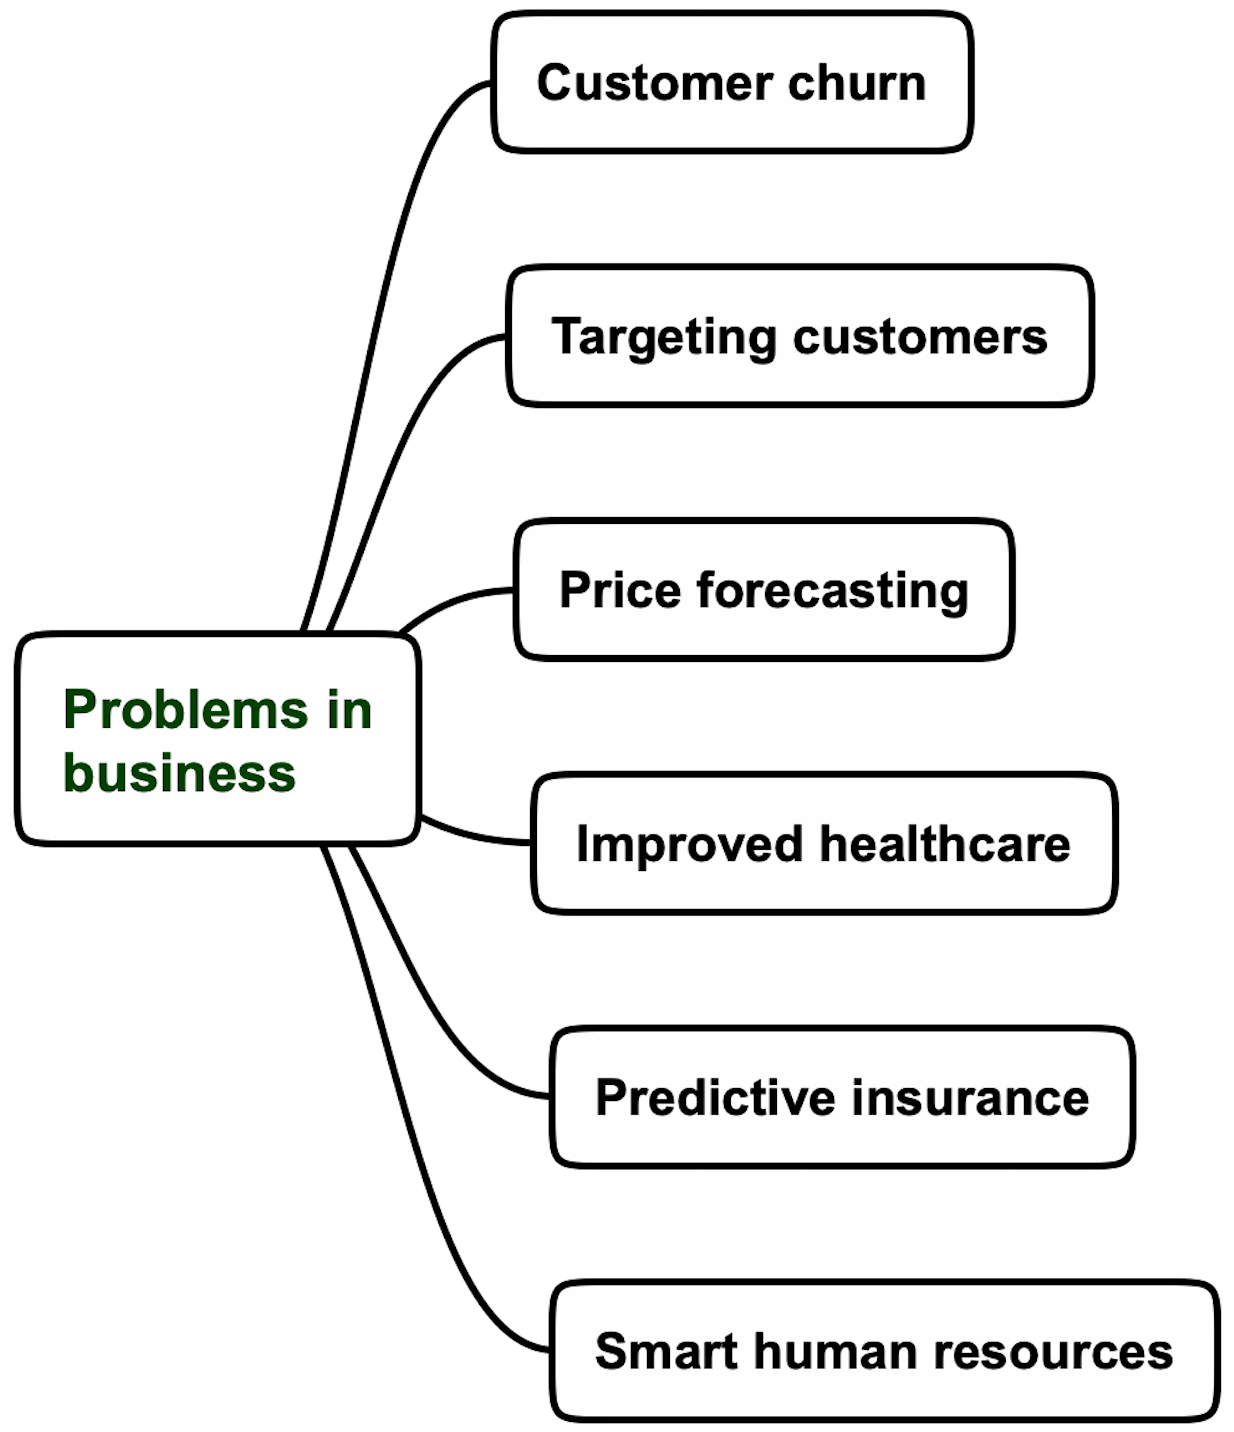 Customer churn
Targeting customers
Price forecasting
Problems in
business
Improved healthcare
Predictive insurance
Smart human resources